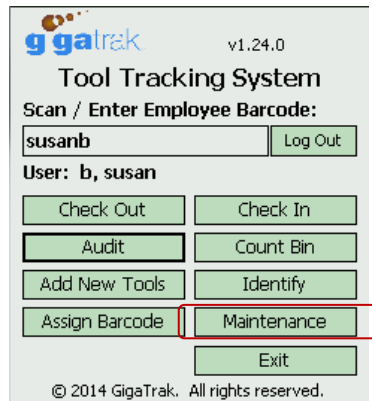 gigatrak v1.24.0
Tool Tracking System
Scan / Enter Employee Barcode:
susanb Log Out
User: b, susan
Check Out Check In
Audit Count Bin
Add New Tools Identify
Assign Barcode Maintenance
Exit
© 2014 GigaTrak. All rights reserved.